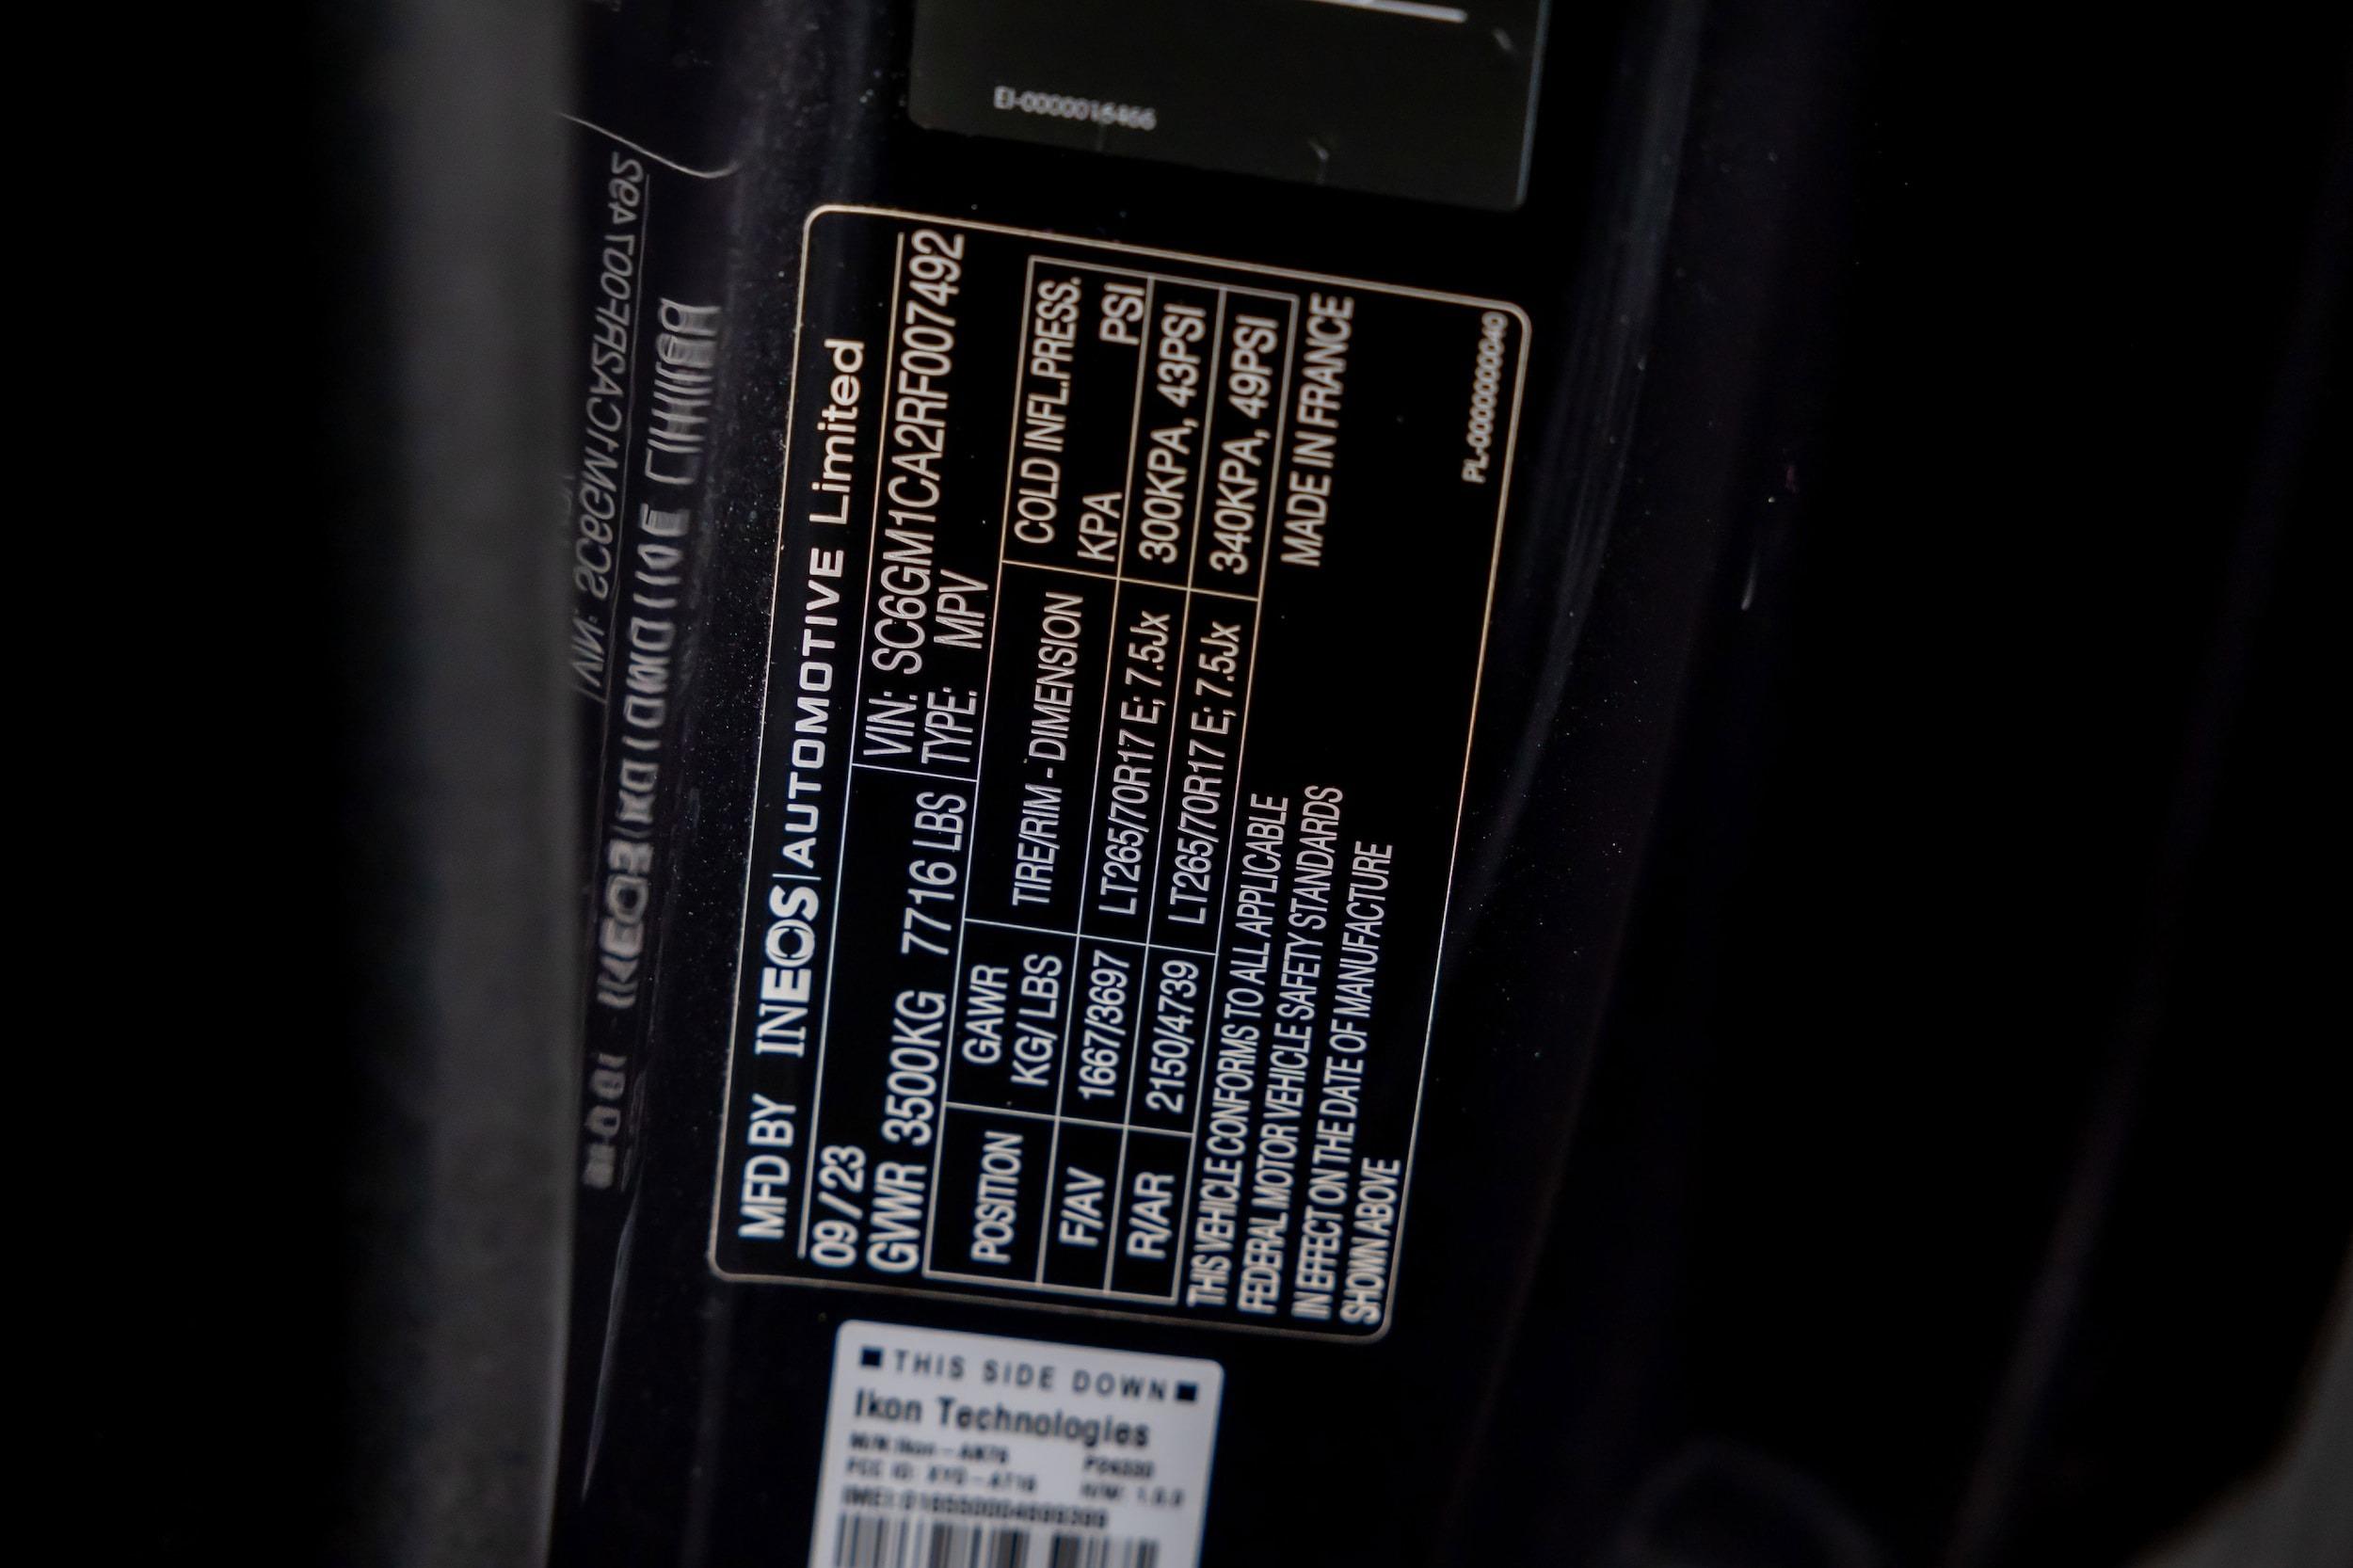 EI-0000016466
MFD BY INEOS|AUTOMOTIVE Limited
09/23 VIN: SC6GM1CA2RF007492
GVWR 3500KG 7716 LBS TYPE: MPV
POSITION GAWR KG/LBS TIRE/RIM - DIMENSION COLD INFL.PRESS. KPA PSI
F/AV 1667/3697 LT265/70R17 E; 7.5Jx 300KPA, 43PSI
R/AR 2150/4739 LT265/70R17 E; 7.5Jx 340KPA, 49PSI
THIS VEHICLE CONFORMS TO ALL APPLICABLE
FEDERAL MOTOR VEHICLE SAFETY STANDARDS
IN EFFECT ON THE DATE OF MANUFACTURE
SHOWN ABOVE
MADE IN FRANCE
PL-0000000040
THIS SIDE DOWN
Ikon Technologies